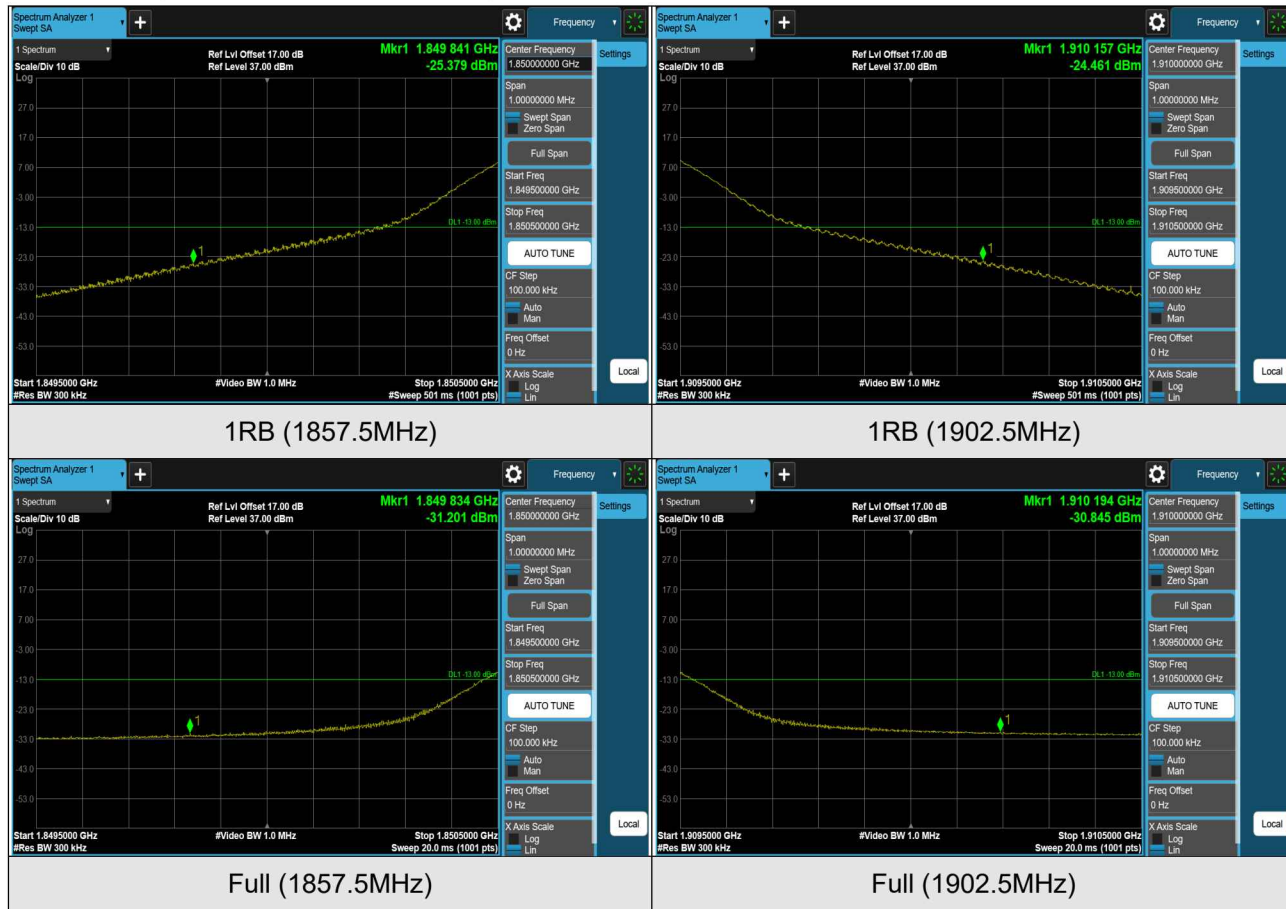 Spectrum Analyzer 1
Swept SA
+
Frequency
1 Spectrum
Scale/Div 10 dB
Log
Ref Lvl Offset 17.00 dB
Ref Level 37.00 dBm
Mkr1 1.849 841 GHz
-25.379 dBm
27.0
17.0
7.00
-3.00
-13.0
-23.0
-33.0
-43.0
-53.0
DL1 -13.00 dBm
1
Start 1.8495000 GHz
#Res BW 300 kHz
#Video BW 1.0 MHz
Stop 1.8505000 GHz
#Sweep 501 ms (1001 pts)
Center Frequency
1.850000000 GHz
Settings
Span
1.00000000 MHz
Swept Span
Zero Span
Full Span
Start Freq
1.849500000 GHz
Stop Freq
1.850500000 GHz
AUTO TUNE
CF Step
100.000 kHz
Auto
Man
Freq Offset
0 Hz
X Axis Scale
Log
Lin
Local
1RB (1857.5MHz)
Spectrum Analyzer 1
Swept SA
+
Frequency
1 Spectrum
Scale/Div 10 dB
Log
Ref Lvl Offset 17.00 dB
Ref Level 37.00 dBm
Mkr1 1.910 157 GHz
-24.461 dBm
27.0
17.0
7.00
-3.00
-13.0
-23.0
-33.0
-43.0
-53.0
DL1 -13.00 dBm
1
Start 1.9095000 GHz
#Res BW 300 kHz
#Video BW 1.0 MHz
Stop 1.9105000 GHz
#Sweep 501 ms (1001 pts)
Center Frequency
1.910000000 GHz
Settings
Span
1.00000000 MHz
Swept Span
Zero Span
Full Span
Start Freq
1.909500000 GHz
Stop Freq
1.910500000 GHz
AUTO TUNE
CF Step
100.000 kHz
Auto
Man
Freq Offset
0 Hz
X Axis Scale
Log
Lin
Local
1RB (1902.5MHz)
Spectrum Analyzer 1
Swept SA
+
Frequency
1 Spectrum
Scale/Div 10 dB
Log
Ref Lvl Offset 17.00 dB
Ref Level 37.00 dBm
Mkr1 1.849 834 GHz
-31.201 dBm
27.0
17.0
7.00
-3.00
-13.0
-23.0
-33.0
-43.0
-53.0
DL1 -13.00 dBm
1
Start 1.8495000 GHz
#Res BW 300 kHz
#Video BW 1.0 MHz
Stop 1.8505000 GHz
Sweep 20.0 ms (1001 pts)
Center Frequency
1.850000000 GHz
Settings
Span
1.00000000 MHz
Swept Span
Zero Span
Full Span
Start Freq
1.849500000 GHz
Stop Freq
1.850500000 GHz
AUTO TUNE
CF Step
100.000 kHz
Auto
Man
Freq Offset
0 Hz
X Axis Scale
Log
Lin
Local
Full (1857.5MHz)
Spectrum Analyzer 1
Swept SA
+
Frequency
1 Spectrum
Scale/Div 10 dB
Log
Ref Lvl Offset 17.00 dB
Ref Level 37.00 dBm
Mkr1 1.910 194 GHz
-30.845 dBm
27.0
17.0
7.00
-3.00
-13.0
-23.0
-33.0
-43.0
-53.0
DL1 -13.00 dBm
1
Start 1.9095000 GHz
#Res BW 300 kHz
#Video BW 1.0 MHz
Stop 1.9105000 GHz
Sweep 20.0 ms (1001 pts)
Center Frequency
1.910000000 GHz
Settings
Span
1.00000000 MHz
Swept Span
Zero Span
Full Span
Start Freq
1.909500000 GHz
Stop Freq
1.910500000 GHz
AUTO TUNE
CF Step
100.000 kHz
Auto
Man
Freq Offset
0 Hz
X Axis Scale
Log
Lin
Local
Full (1902.5MHz)